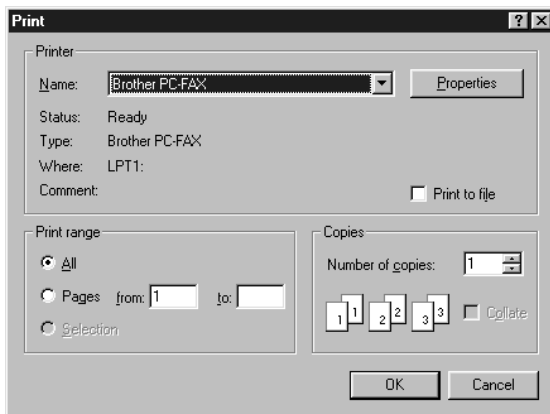 Print
Printer
Name: Brother PC-FAX Properties
Status: Ready
Type: Brother PC-FAX
Where: LPT1:
Comment: Print to file
Print range
All
Pages from: 1 to:
Selection
Copies
Number of copies: 1
1 1 2 2 3 3 Collate
OK Cancel